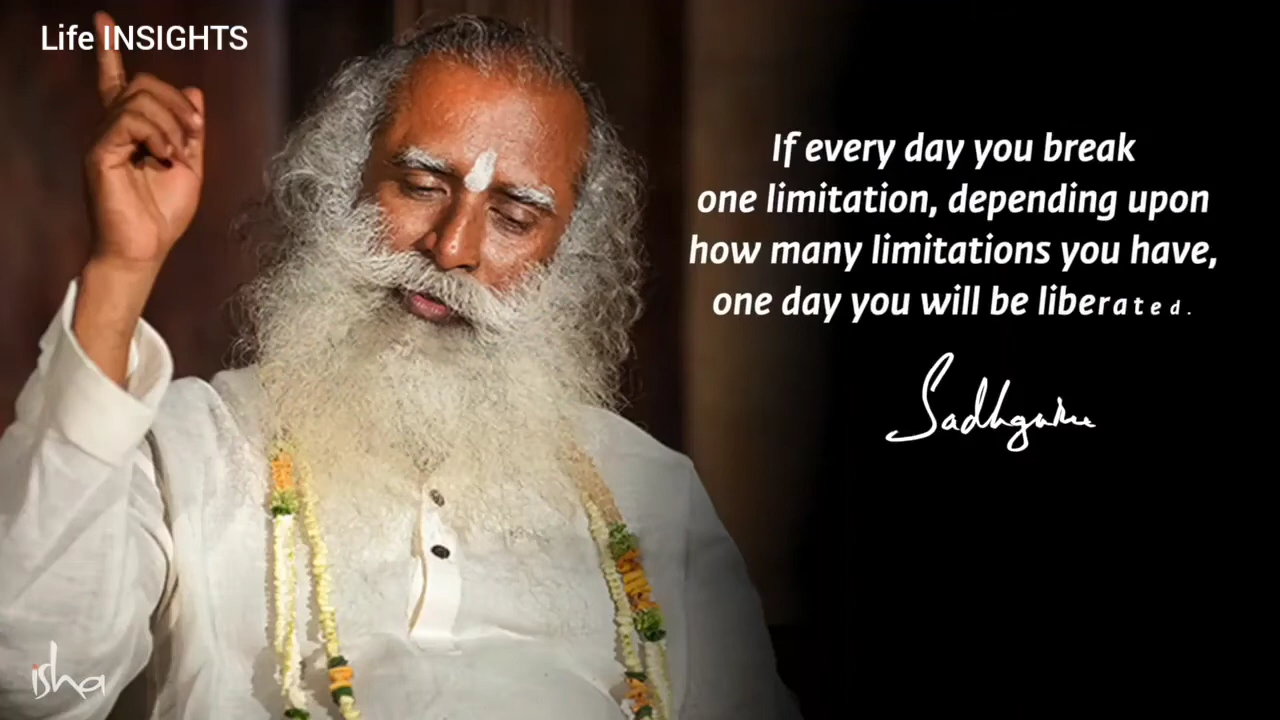 Life INSIGHTS
If every day you break
one limitation, depending upon
how many limitations you have,
one day you will be liberated.
Sadhguru
isha